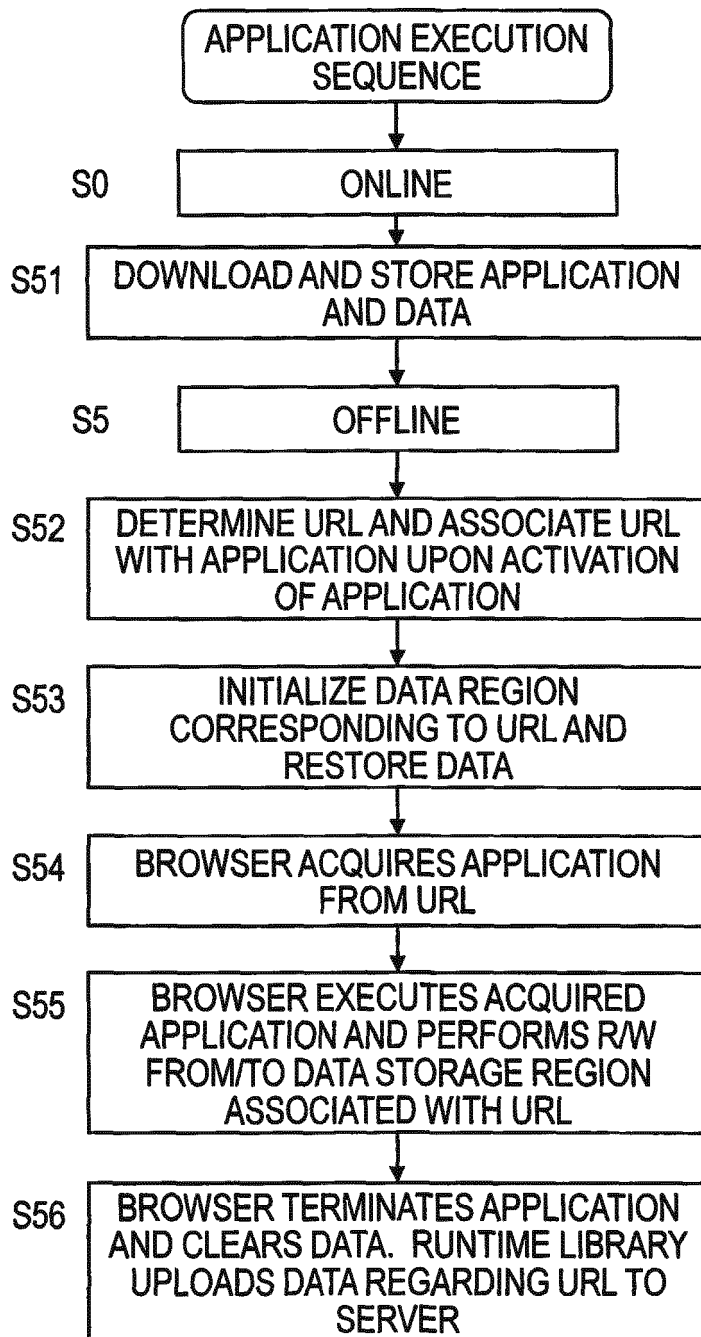 APPLICATION EXECUTION
SEQUENCE
S0
ONLINE
S51
DOWNLOAD AND STORE APPLICATION
AND DATA
S5
OFFLINE
S52
DETERMINE URL AND ASSOCIATE URL
WITH APPLICATION UPON ACTIVATION
OF APPLICATION
S53
INITIALIZE DATA REGION
CORRESPONDING TO URL AND
RESTORE DATA
S54
BROWSER ACQUIRES APPLICATION
FROM URL
S55
BROWSER EXECUTES ACQUIRED
APPLICATION AND PERFORMS R/W
FROM/TO DATA STORAGE REGION
ASSOCIATED WITH URL
S56
BROWSER TERMINATES APPLICATION
AND CLEARS DATA. RUNTIME LIBRARY
UPLOADS DATA REGARDING URL TO
SERVER